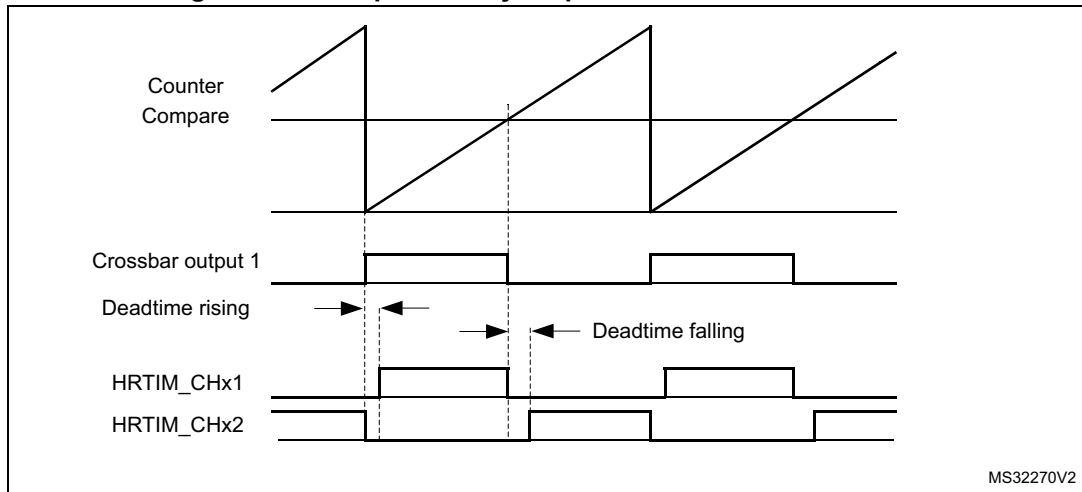 Counter
Compare
Crossbar output 1
Deadtime rising
Deadtime falling
HRTIM_CHx1
HRTIM_CHx2
MS32270V2